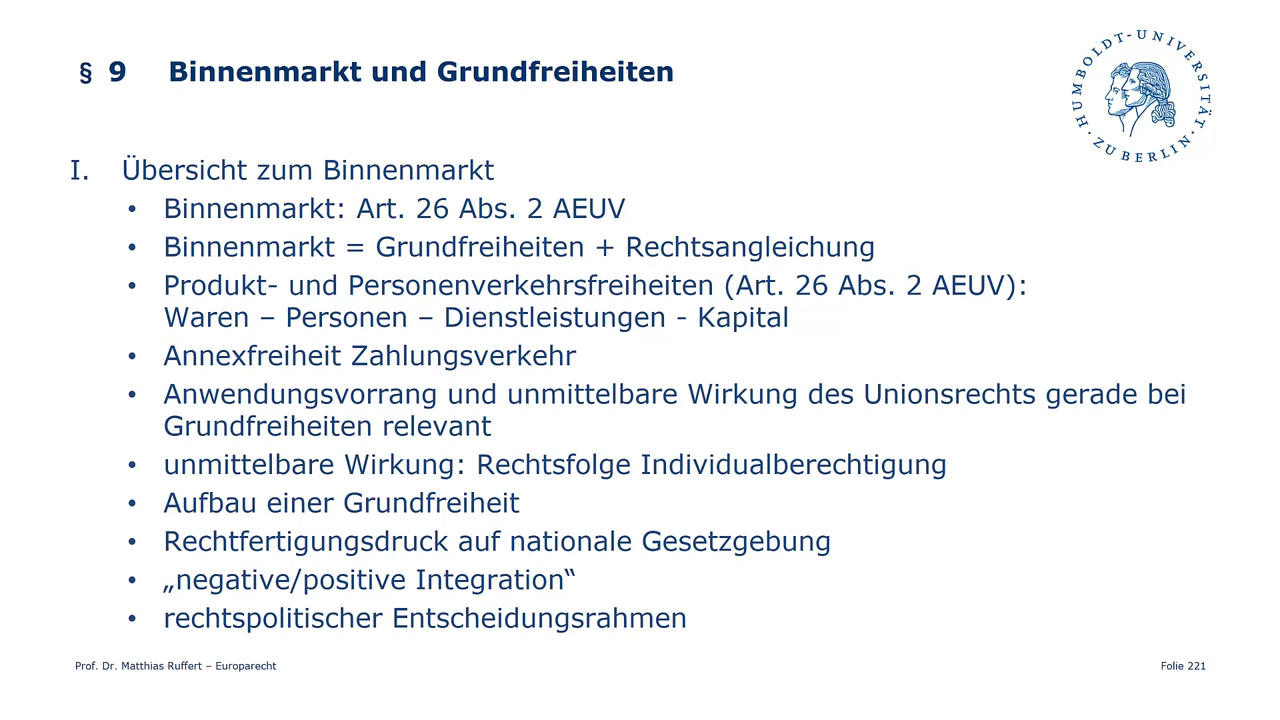 § 9 Binnenmarkt und Grundfreiheiten
HUMBOLDT-UNIVERSITÄT
· ZU BERLIN ·
I. Übersicht zum Binnenmarkt
• Binnenmarkt: Art. 26 Abs. 2 AEUV
• Binnenmarkt = Grundfreiheiten + Rechtsangleichung
• Produkt- und Personenverkehrsfreiheiten (Art. 26 Abs. 2 AEUV):
Waren – Personen – Dienstleistungen - Kapital
• Annexfreiheit Zahlungsverkehr
• Anwendungsvorrang und unmittelbare Wirkung des Unionsrechts gerade bei
Grundfreiheiten relevant
• unmittelbare Wirkung: Rechtsfolge Individualberechtigung
• Aufbau einer Grundfreiheit
• Rechtfertigungsdruck auf nationale Gesetzgebung
• „negative/positive Integration“
• rechtspolitischer Entscheidungsrahmen
Prof. Dr. Matthias Ruffert – Europarecht
Folie 221